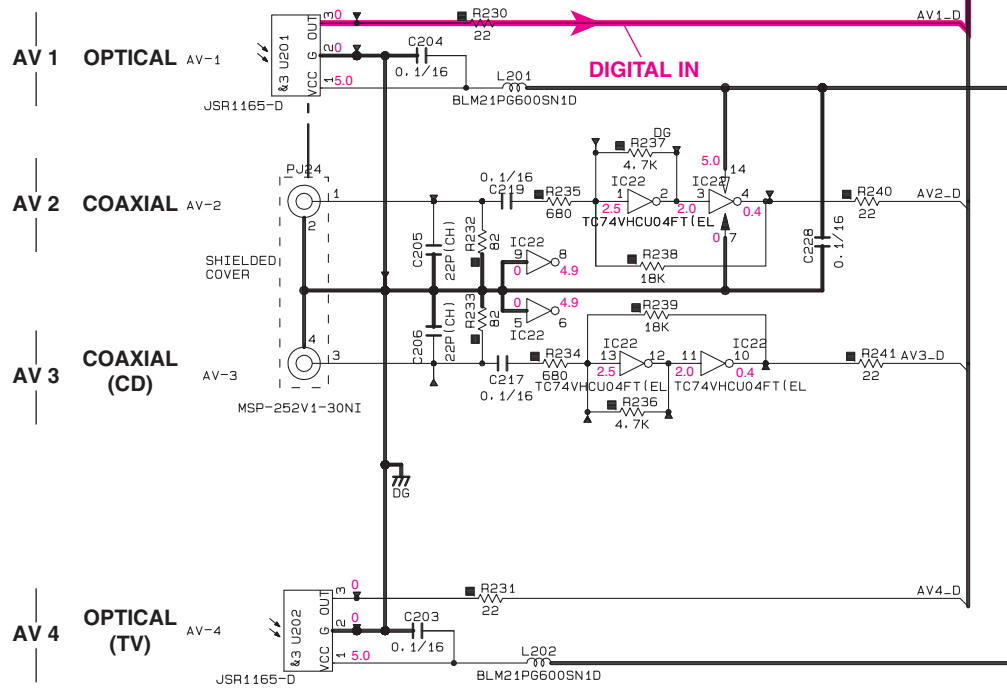 AV 1 OPTICAL AV-1
&3 U201
VCC G OUT
3 0
2 0
1 5.0
JSR1165-D
C204
0.1/16
R230
22
L201
BLM21PG600SN1D
DIGITAL IN
AV1_D
AV 2 COAXIAL AV-2
PJ24
1
2
SHIELDED
COVER
C205
22P(CH)
R232
82
0.1/16
C219
R235
680
DG
R237
4.7K
IC22
1 2
2.5
TC74VHCU04FT(EL
IC22
3 4
2.0 0.4
5.0 14
0 7
R238
18K
C228
0.1/16
R240
22
AV2_D
IC22
9 8
0 4.9
0 4.9
5 6
IC22
AV 3 COAXIAL
(CD)
AV-3
4
3
MSP-252V1-30NI
C206
22P(CH)
R233
82
C217
0.1/16
R234
680
R239
18K
IC22
13 12
2.5
TC74VHCU04FT(EL
IC22
11 10
2.0 0.4
TC74VHCU04FT(EL
R236
4.7K
R241
22
AV3_D
DG
AV 4 OPTICAL
(TV)
AV-4
&3 U202
VCC G OUT
3 0
2 0
1 5.0
JSR1165-D
C203
0.1/16
R231
22
L202
BLM21PG600SN1D
AV4_D